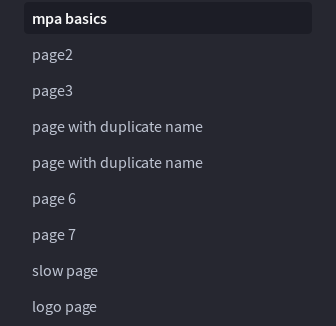 mpa basics
page2
page3
page with duplicate name
page with duplicate name
page 6
page 7
slow page
logo page